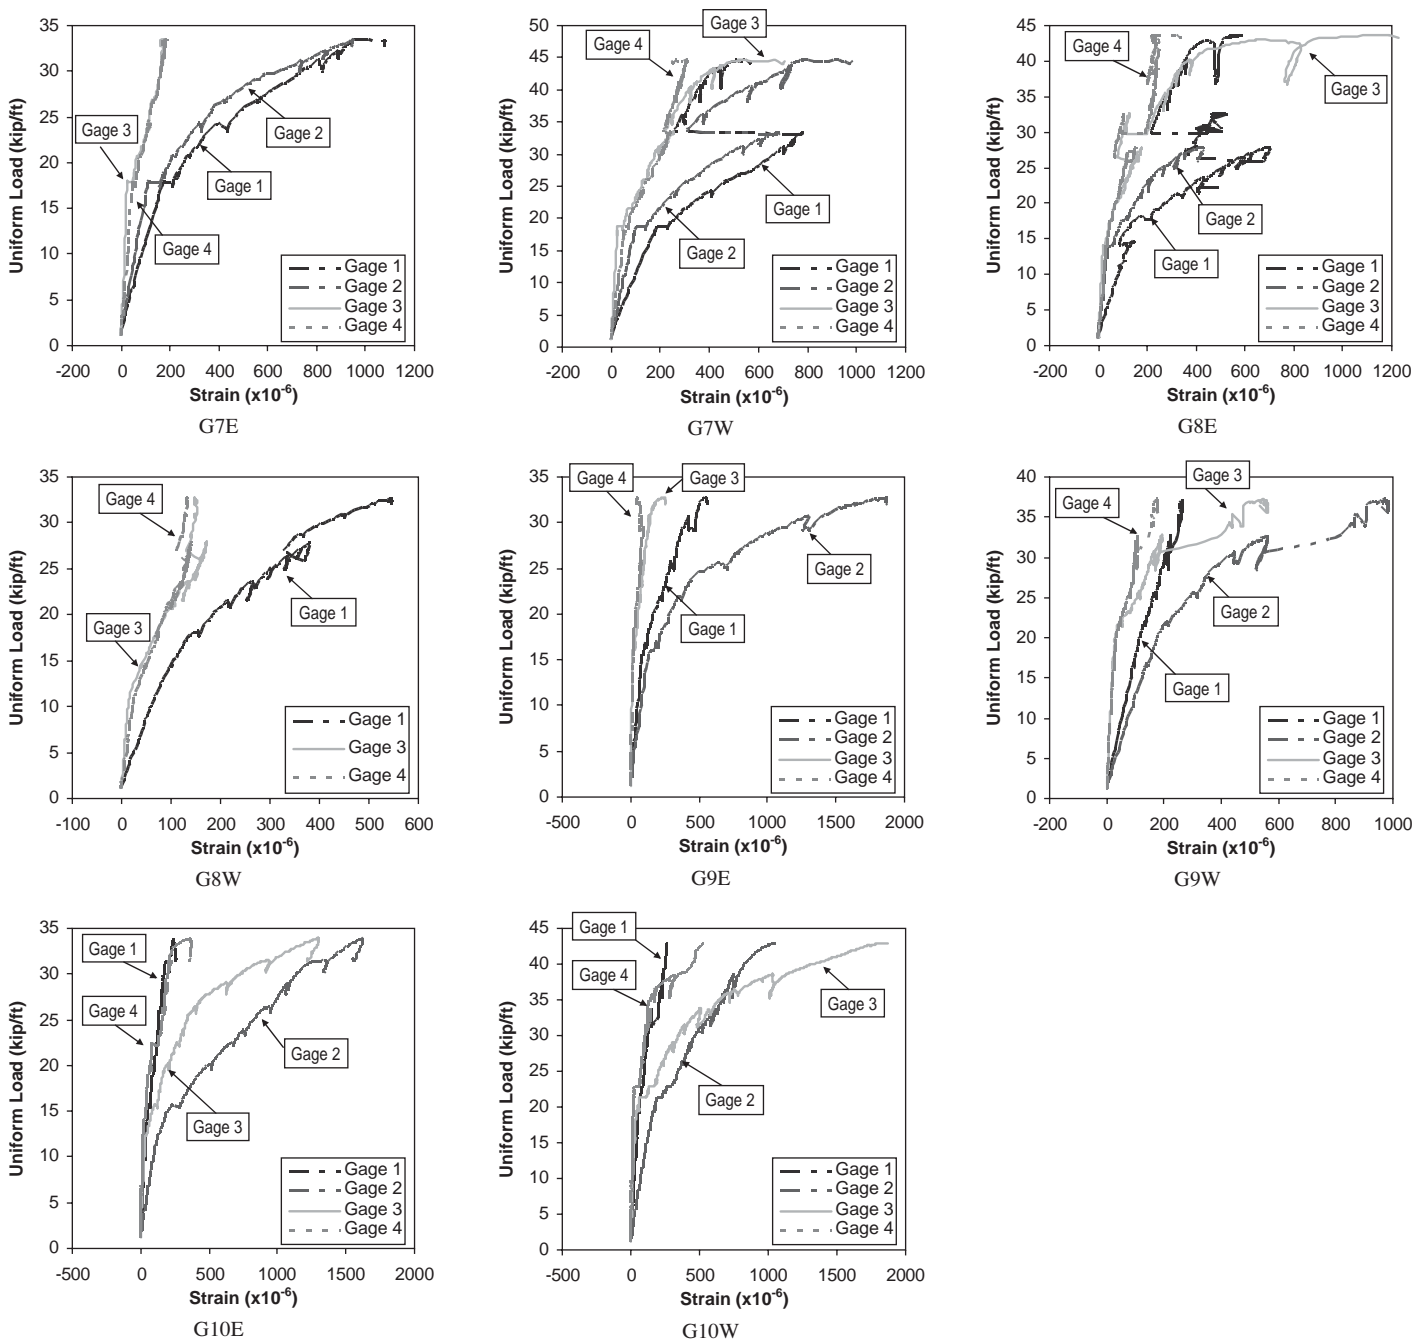 35
30
25
20
15
10
5
0
Uniform Load (kip/ft)
Gage 3
Gage 2
Gage 1
Gage 4
Gage 1
Gage 2
Gage 3
Gage 4
-200 0 200 400 600 800 1000 1200
Strain (x10-6)
G7E
50
45
40
35
30
25
20
15
10
5
0
Uniform Load (kip/ft)
Gage 3
Gage 4
Gage 1
Gage 2
Gage 1
Gage 2
Gage 3
Gage 4
-200 0 200 400 600 800 1000 1200
Strain (x10-6)
G7W
45
40
35
30
25
20
15
10
5
0
Uniform Load (kip/ft)
Gage 4
Gage 3
Gage 2
Gage 1
Gage 1
Gage 2
Gage 3
Gage 4
-200 0 200 400 600 800 1000 1200
Strain (x10-6)
G8E
35
30
25
20
15
10
5
0
Uniform Load (kip/ft)
Gage 4
Gage 1
Gage 3
Gage 1
Gage 3
Gage 4
-100 0 100 200 300 400 500 600
Strain (x10-6)
G8W
35
30
25
20
15
10
5
0
Uniform Load (kip/ft)
Gage 4
Gage 3
Gage 2
Gage 1
Gage 1
Gage 2
Gage 3
Gage 4
-500 0 500 1000 1500 2000
Strain (x10-6)
G9E
40
35
30
25
20
15
10
5
0
Uniform Load (kip/ft)
Gage 3
Gage 4
Gage 2
Gage 1
Gage 1
Gage 2
Gage 3
Gage 4
-200 0 200 400 600 800 1000
Strain (x10-6)
G9W
35
30
25
20
15
10
5
0
Uniform Load (kip/ft)
Gage 1
Gage 4
Gage 2
Gage 3
Gage 1
Gage 2
Gage 3
Gage 4
-500 0 500 1000 1500 2000
Strain (x10-6)
G10E
45
40
35
30
25
20
15
10
5
0
Uniform Load (kip/ft)
Gage 1
Gage 4
Gage 3
Gage 2
Gage 1
Gage 2
Gage 3
Gage 4
-500 0 500 1000 1500 2000
Strain (x10-6)
G10W